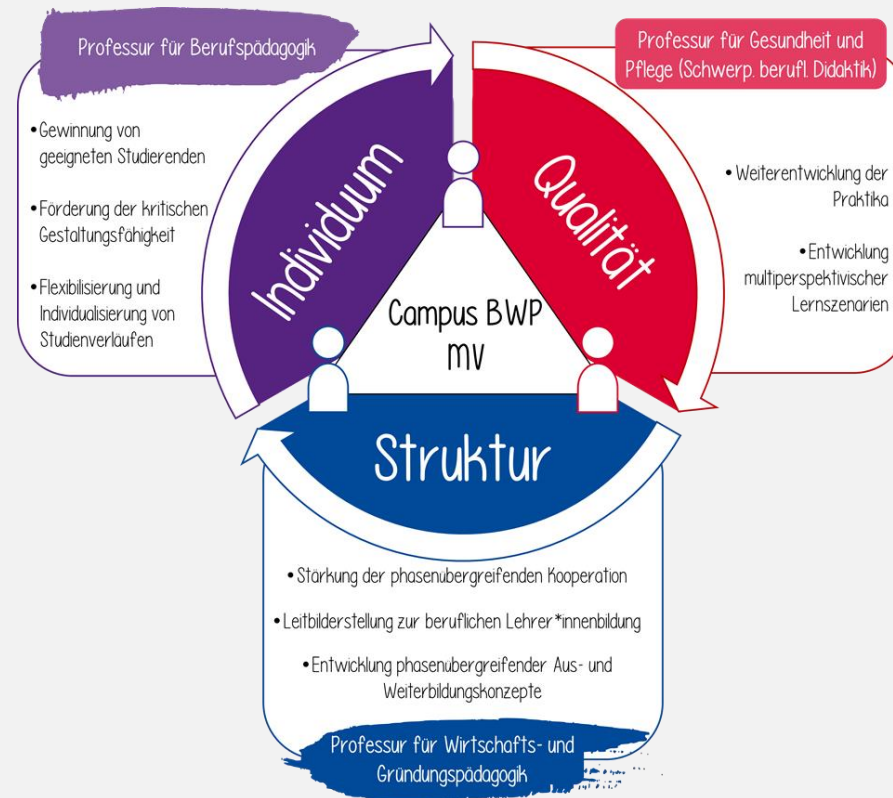 Professur für Berufspädagogik
• Gewinnung von
geeigneten Studierenden
• Förderung der kritischen
Gestaltungsfähigkeit
• Flexibilisierung und
Individualisierung von
Studienverläufen
Individuum
Professur für Gesundheit und
Pflege (Schwerp. berufl. Didaktik)
• Weiterentwicklung der
Praktika
• Entwicklung
multiperspektivischer
Lernszenarien
Qualität
Campus BWP
MV
Struktur
• Stärkung der phasenübergreifenden Kooperation
• Leitbilderstellung zur beruflichen Lehrer*innenbildung
• Entwicklung phasenübergreifender Aus- und
Weiterbildungskonzepte
Professur für Wirtschafts- und
Gründungspädagogik